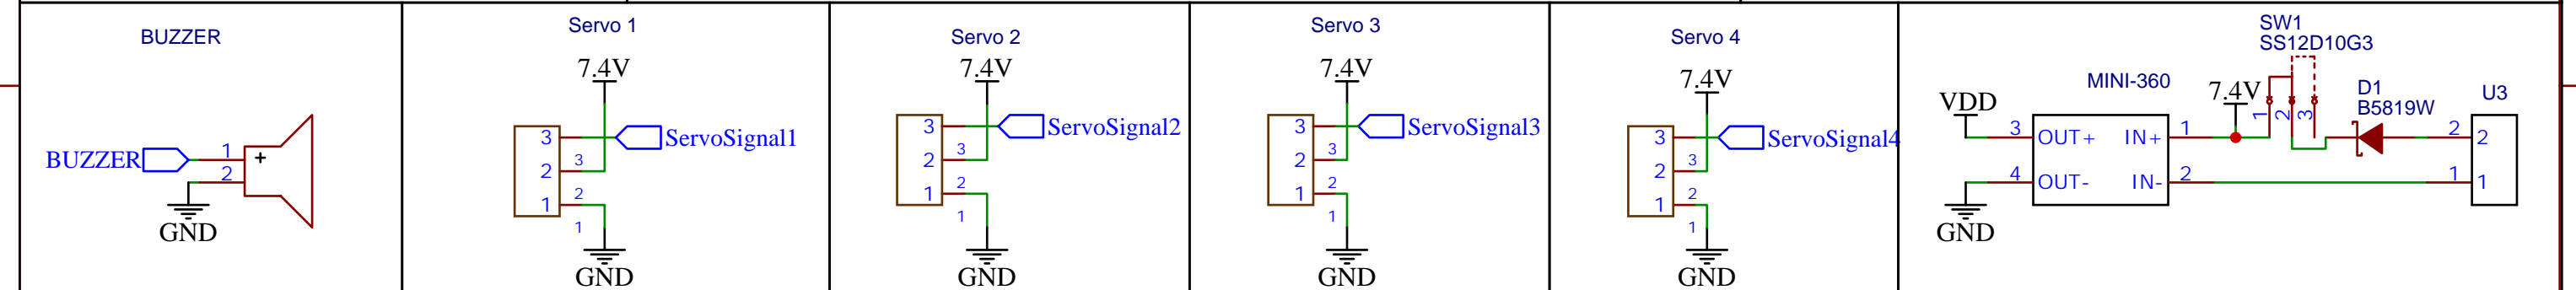 BUZZER
BUZZER
1
2
+
GND
Servo 1
7.4V
3
2
1
3
2
1
ServoSignal1
GND
Servo 2
7.4V
3
2
1
3
2
1
ServoSignal2
GND
Servo 3
7.4V
3
2
1
3
2
1
ServoSignal3
GND
Servo 4
7.4V
3
2
1
3
2
1
ServoSignal4
GND
SW1
SS12D10G3
MINI-360
VDD
3 OUT+ IN+ 1
4 OUT- IN- 2
GND
7.4V
1
2
3
D1
B5819W
U3
2 2
1 1